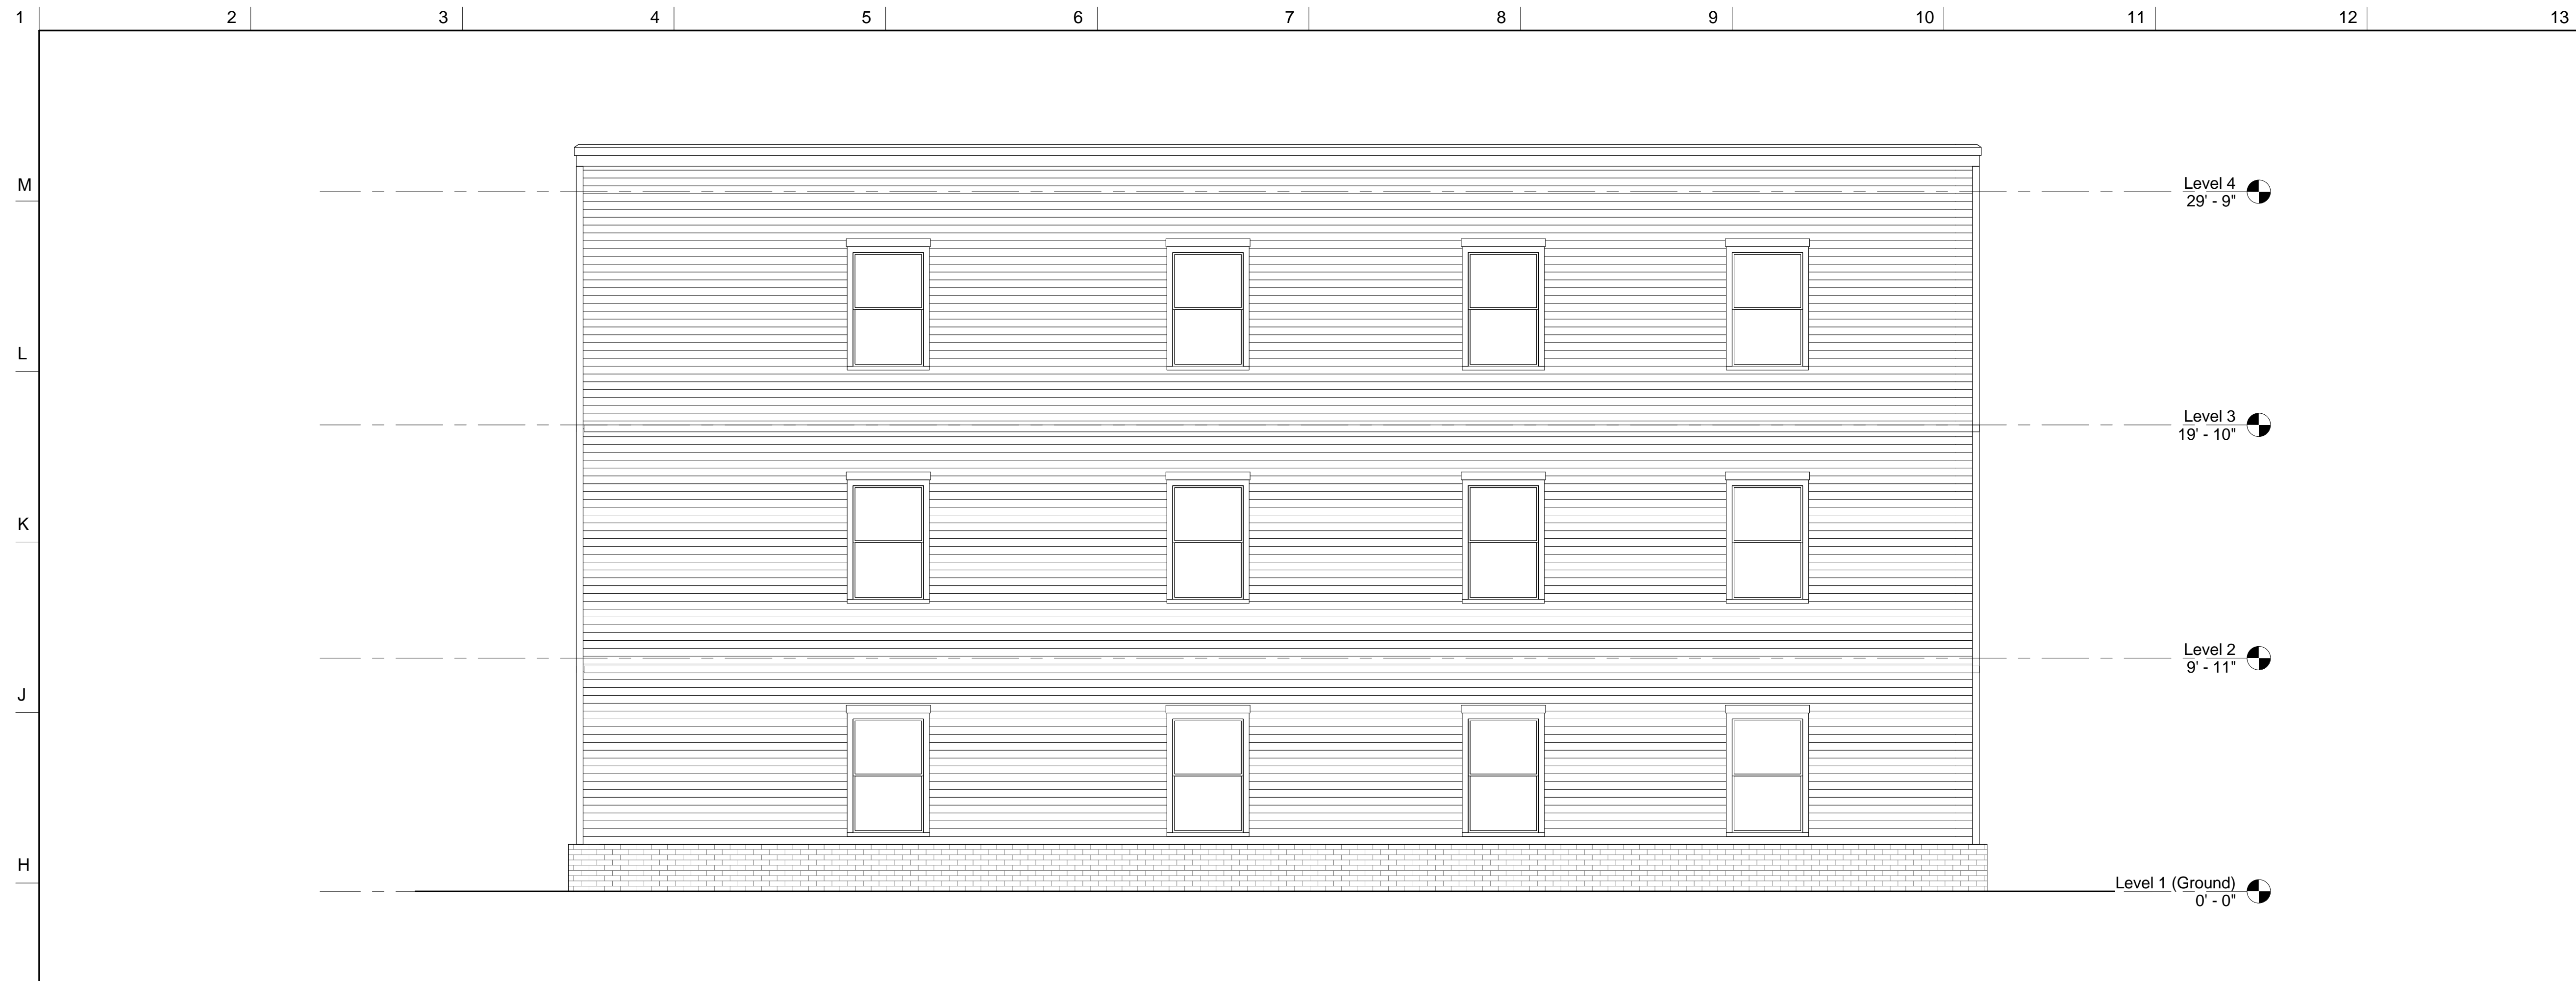 1 2 3 4 5 6 7 8 9 10 11 12 13
M
Level 4
29' - 9"
L
Level 3
19' - 10"
K
Level 2
9' - 11"
J
H
Level 1 (Ground)
0' - 0"